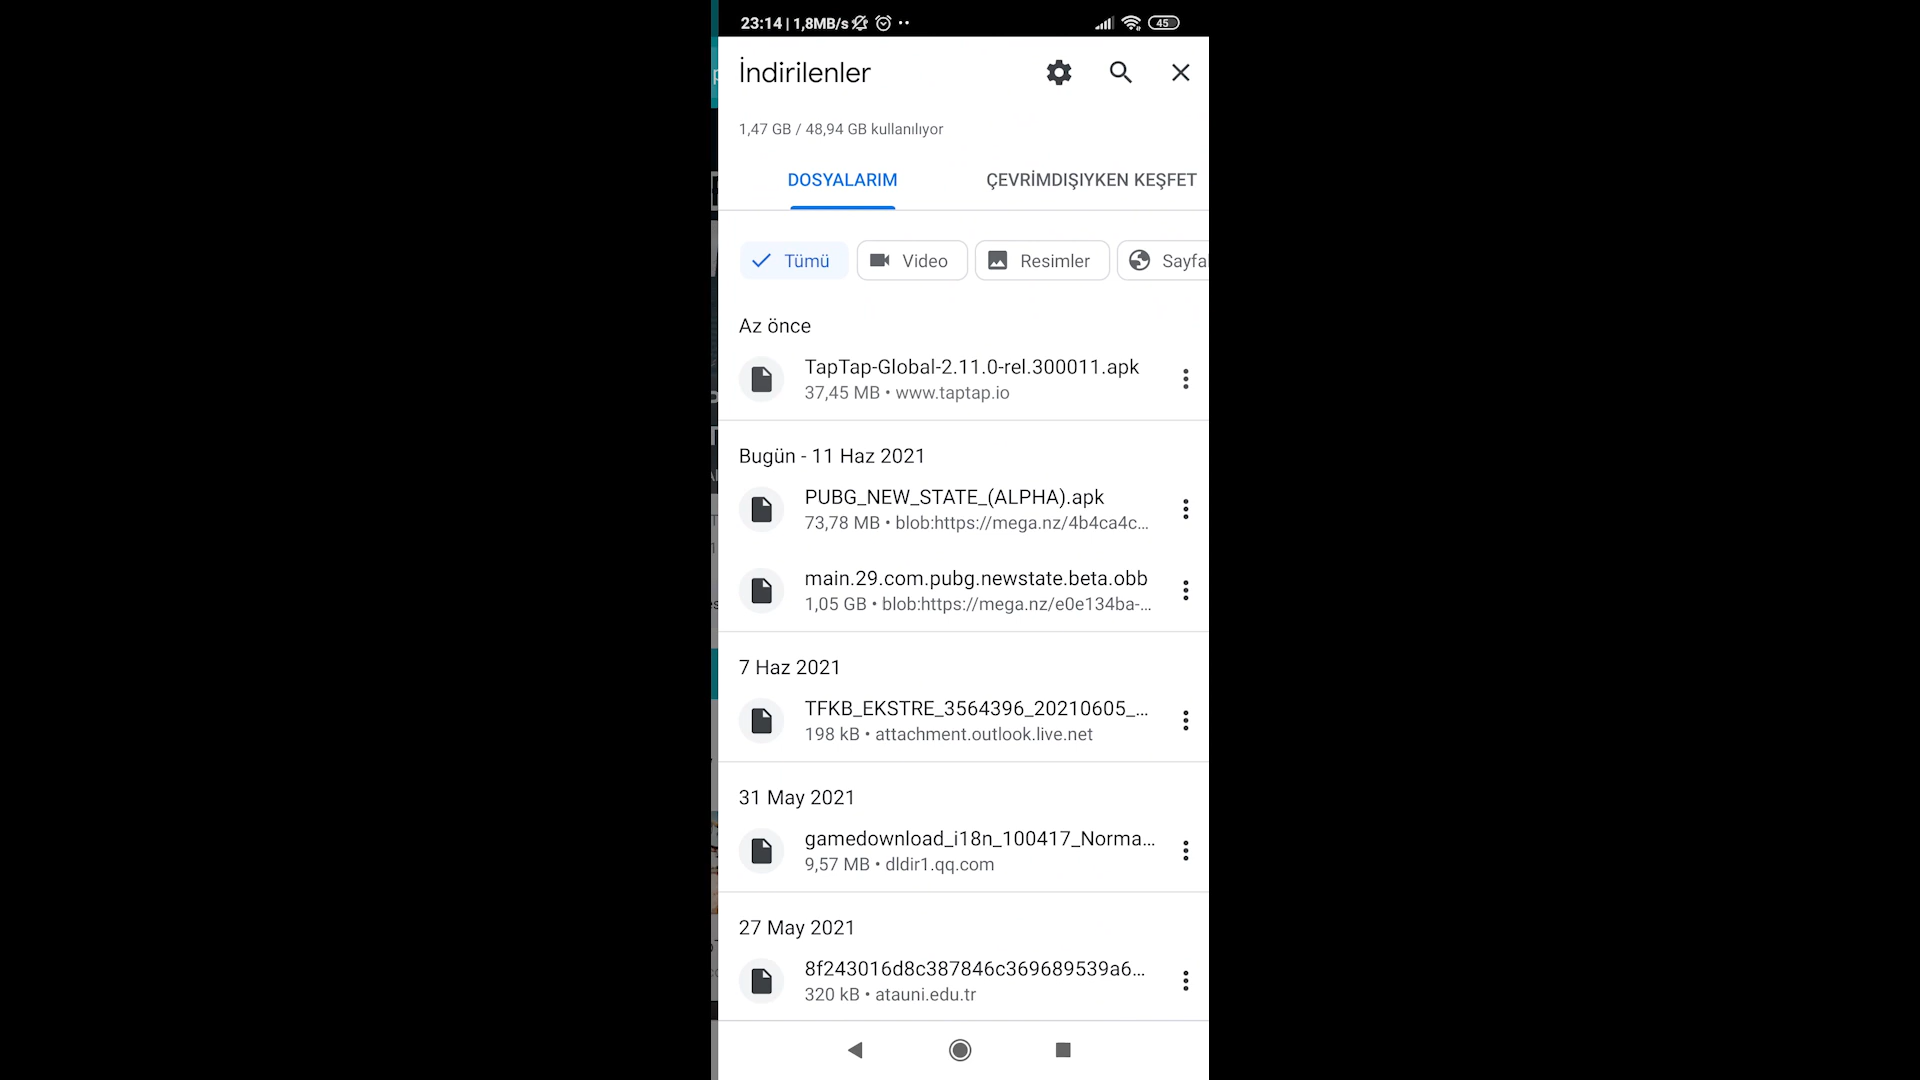 23:14 | 1,8MB/s
45
İndirilenler
1,47 GB / 48,94 GB kullanılıyor
DOSYALARIM
ÇEVRİMDIŞIYKEN KEŞFET
Tümü
Video
Resimler
Sayfa
Az önce
TapTap-Global-2.11.0-rel.300011.apk
37,45 MB • www.taptap.io
Bugün - 11 Haz 2021
PUBG_NEW_STATE_(ALPHA).apk
73,78 MB • blob:https://mega.nz/4b4ca4c...
main.29.com.pubg.newstate.beta.obb
1,05 GB • blob:https://mega.nz/e0e134ba-...
7 Haz 2021
TFKB_EKSTRE_3564396_20210605_...
198 kB • attachment.outlook.live.net
31 May 2021
gamedownload_i18n_100417_Norma...
9,57 MB • dldir1.qq.com
27 May 2021
8f243016d8c387846c369689539a6...
320 kB • atauni.edu.tr